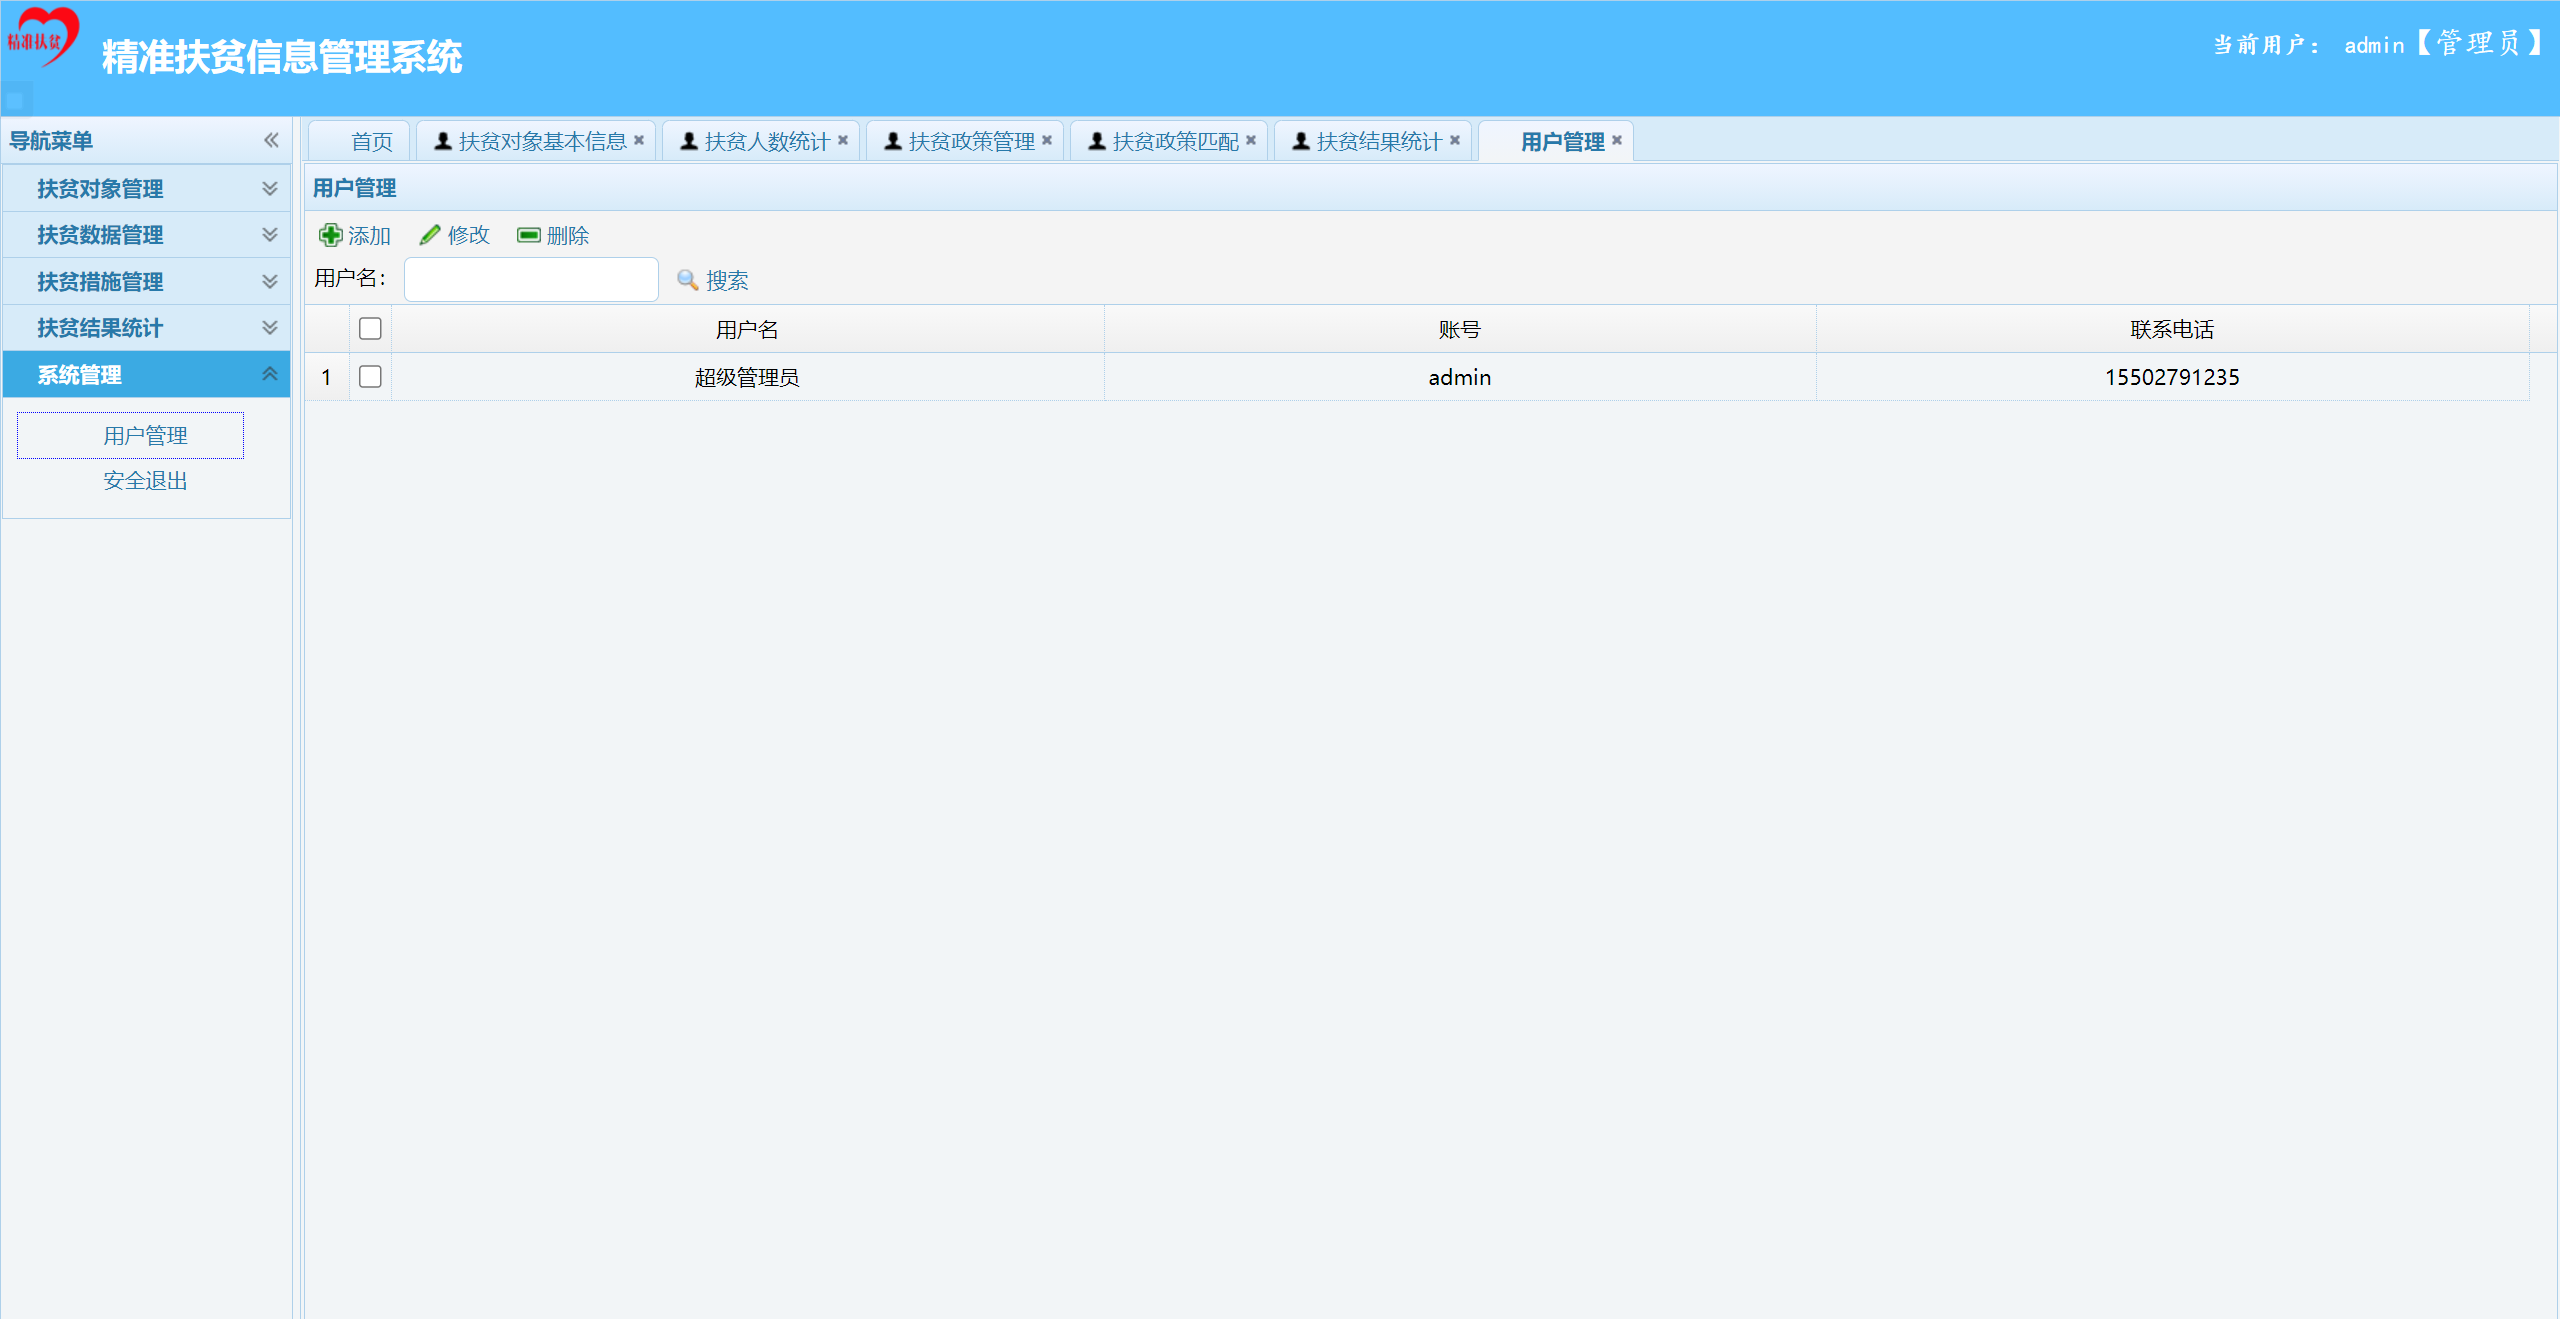 精准扶贫
精准扶贫信息管理系统
当前用户： admin【管理员】
导航菜单
扶贫对象管理
扶贫数据管理
扶贫措施管理
扶贫结果统计
系统管理
用户管理
安全退出
首页 扶贫对象基本信息 扶贫人数统计 扶贫政策管理 扶贫政策匹配 扶贫结果统计 用户管理
用户管理
添加 修改 删除
用户名： 搜索
用户名 账号 联系电话
1 超级管理员 admin 15502791235